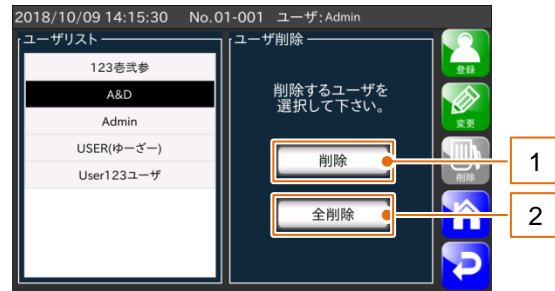 2018/10/09 14:15:30 No.01-001 ユーザ:Admin
ユーザリスト
123壱弐参
A&D
Admin
USER(ゆーざー)
User123ユーザ
ユーザ削除
削除するユーザを
選択して下さい。
削除
全削除
登録
変更
削除
1
2